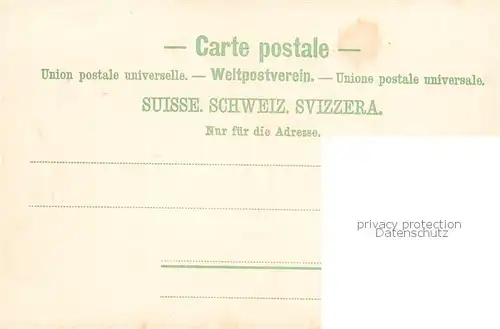 — Carte postale —
Union postale universelle. — Weltpostverein. — Unione postale universale.
SUISSE. SCHWEIZ. SVIZZERA.
Nur für die Adresse.
privacy protection
Datenschutz